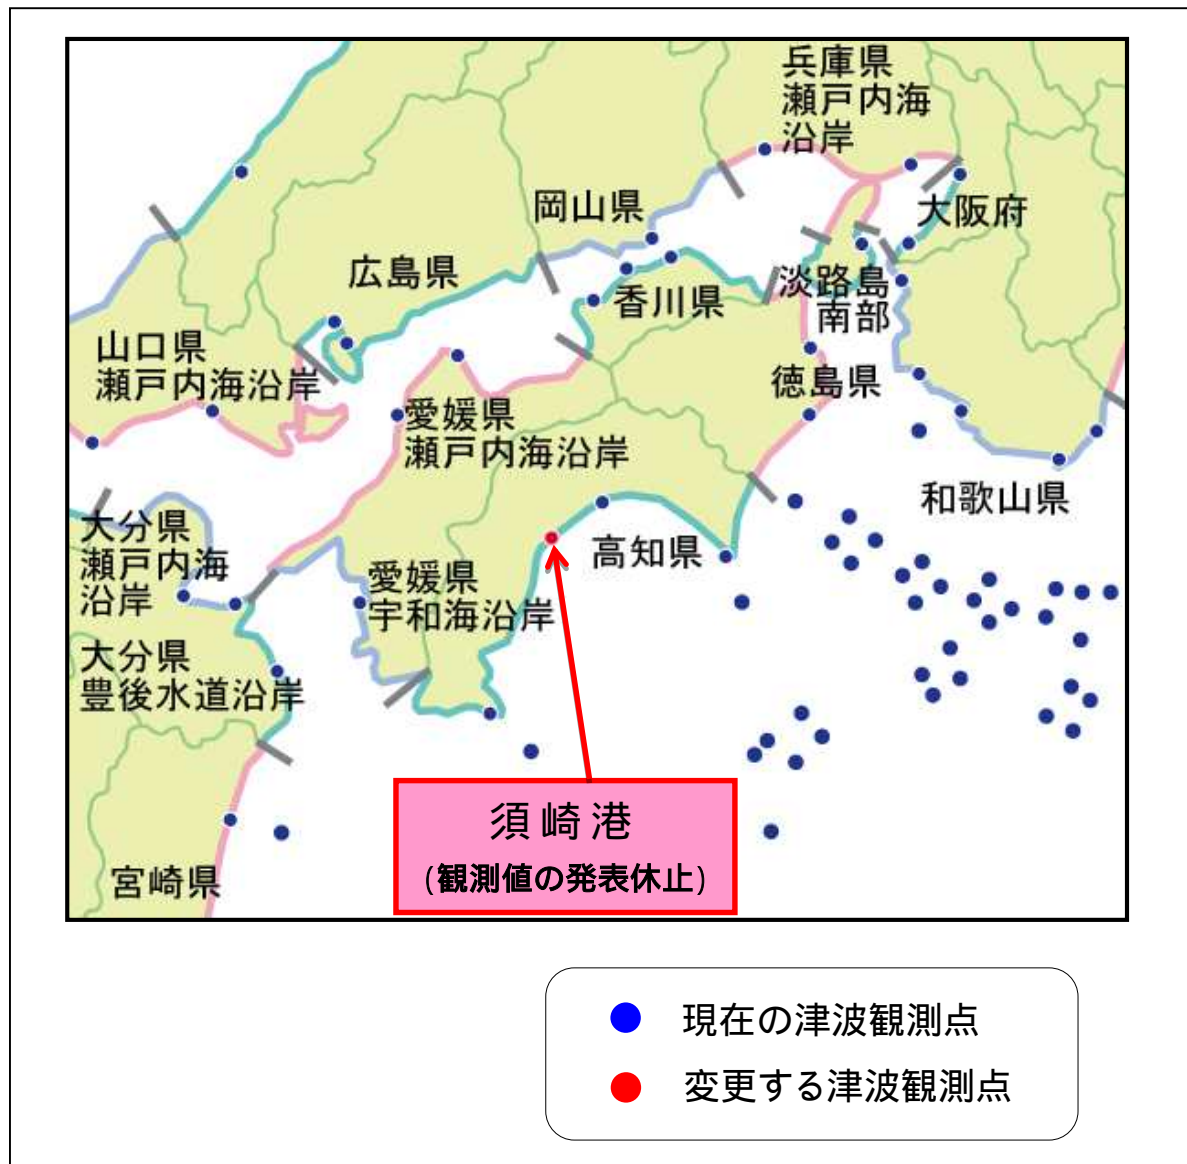 兵庫県
瀬戸内海
沿岸
岡山県
大阪府
広島県
淡路島
南部
香川県
山口県
瀬戸内海沿岸
徳島県
愛媛県
瀬戸内海沿岸
和歌山県
大分県
瀬戸内海
沿岸
高知県
愛媛県
宇和海沿岸
大分県
豊後水道沿岸
宮崎県
須崎港
(観測値の発表休止)
現在の津波観測点
変更する津波観測点